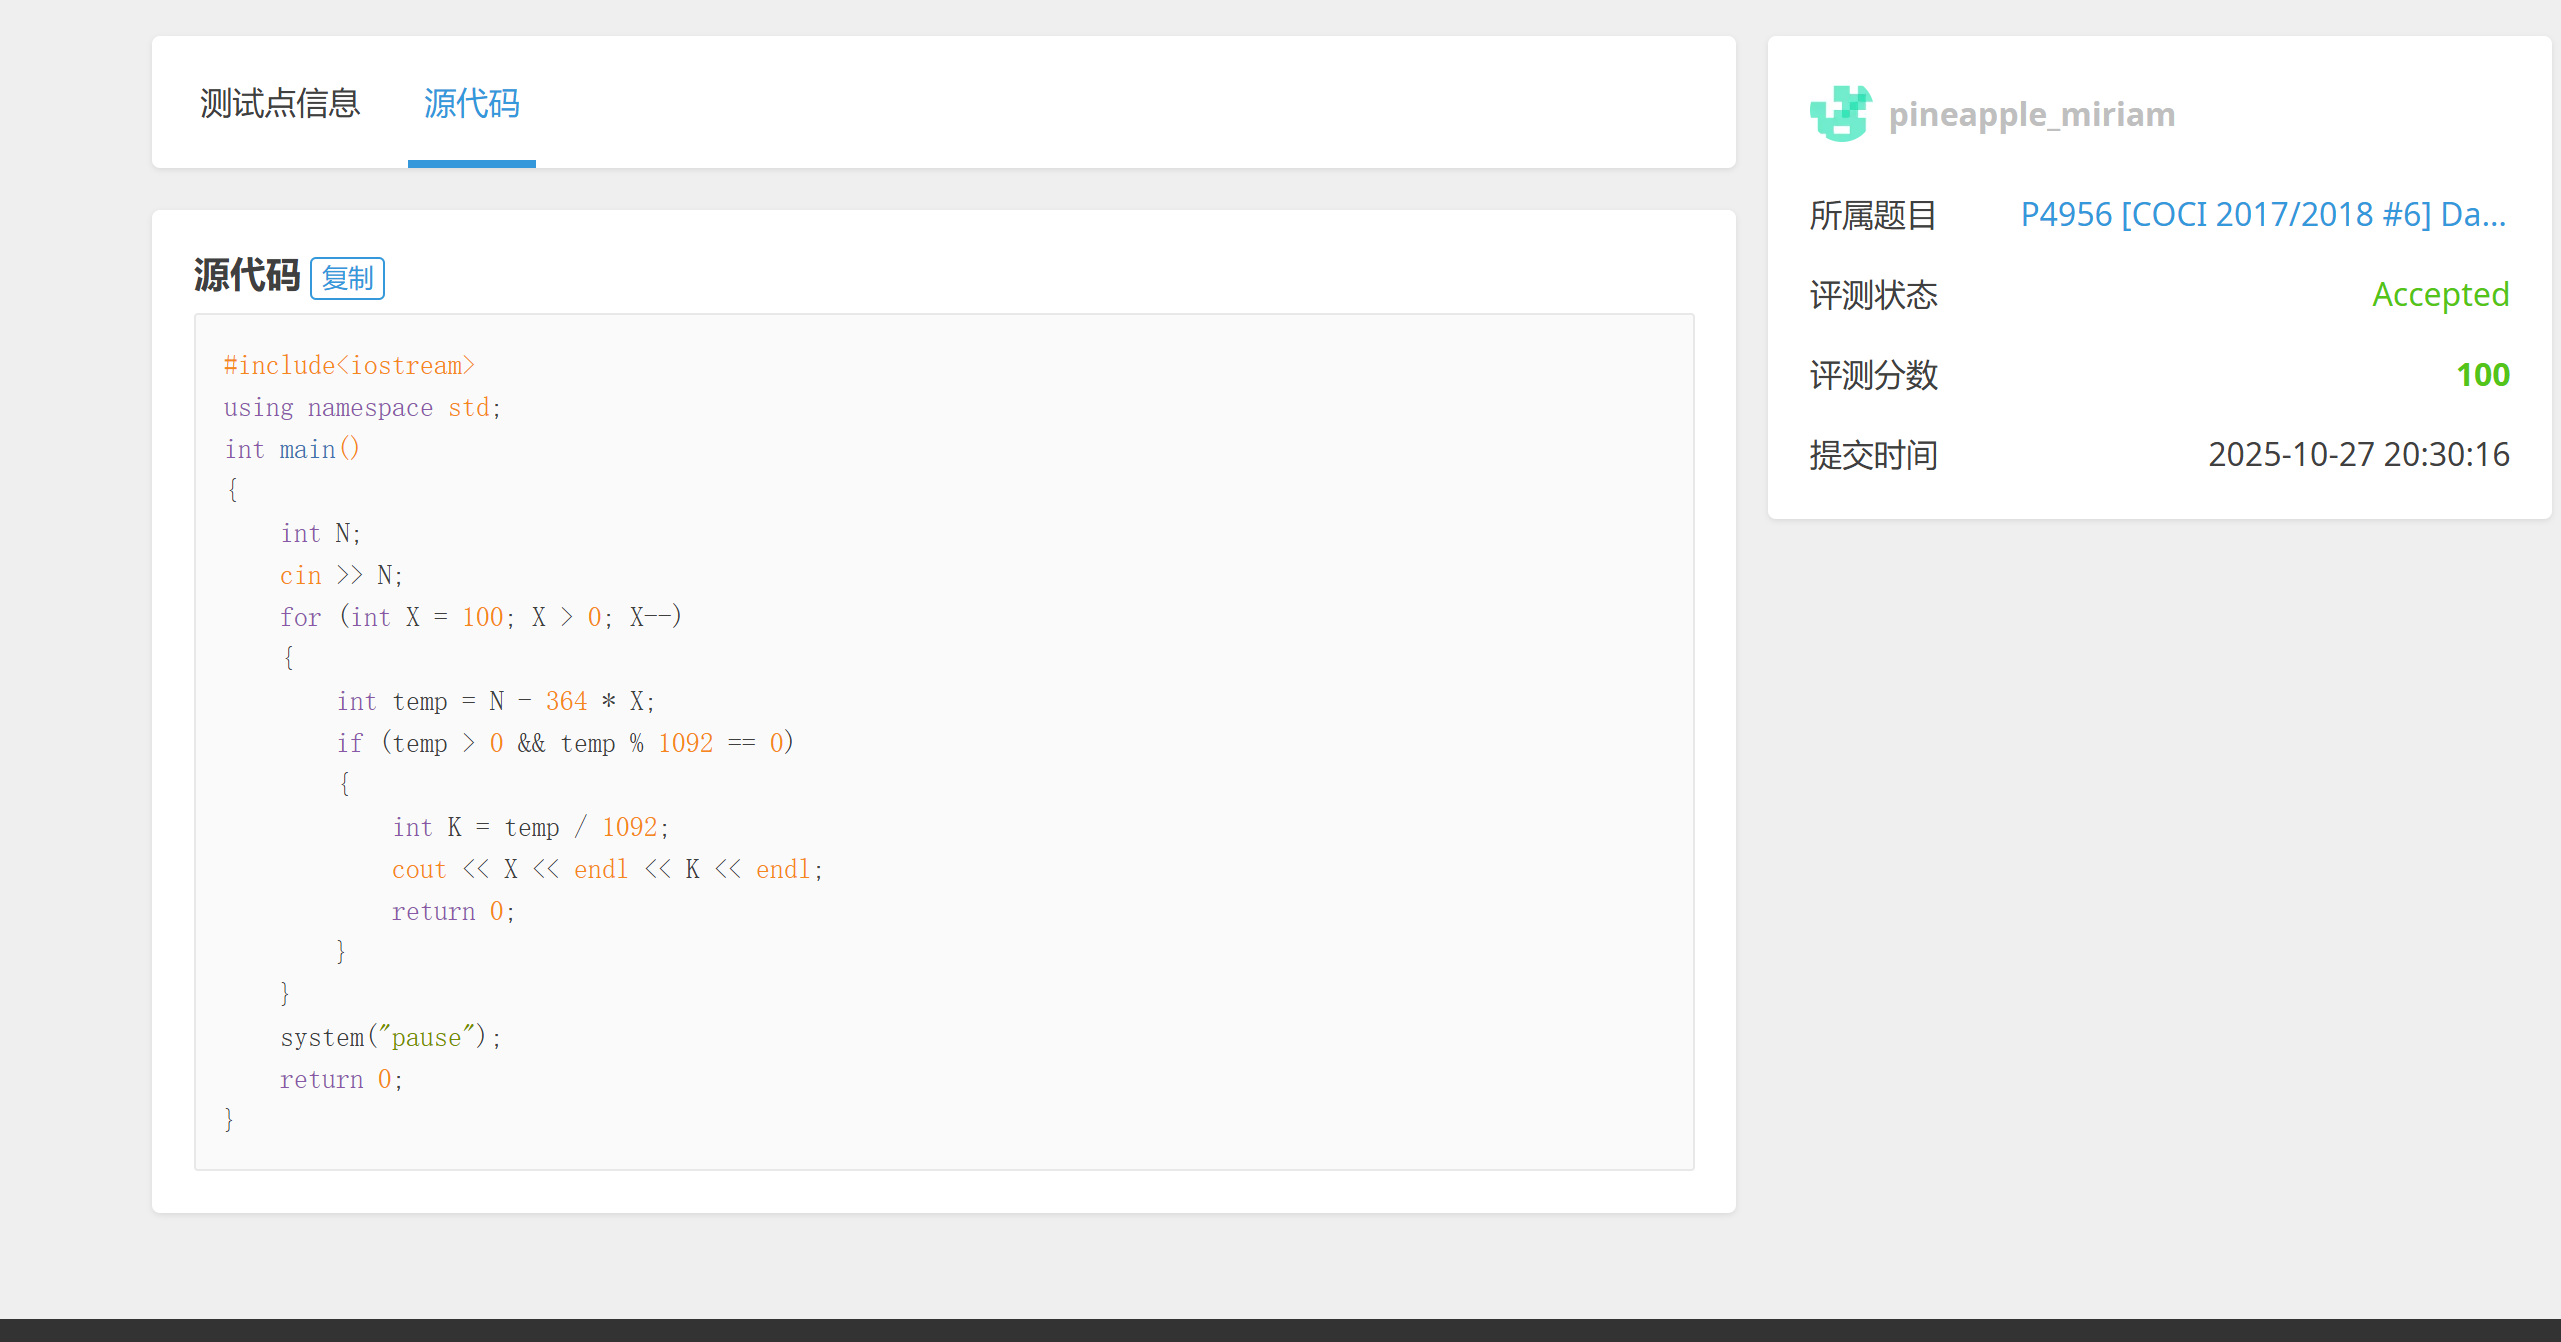 测试点信息 源代码
源代码 复制
#include<iostream>
using namespace std;
int main()
{
    int N;
    cin >> N;
    for (int X = 100; X > 0; X--)
    {
        int temp = N - 364 * X;
        if (temp > 0 && temp % 1092 == 0)
        {
            int K = temp / 1092;
            cout << X << endl << K << endl;
            return 0;
        }
    }
    system("pause");
    return 0;
}
pineapple_miriam
所属题目 P4956 [COCI 2017/2018 #6] Da...
评测状态 Accepted
评测分数 100
提交时间 2025-10-27 20:30:16